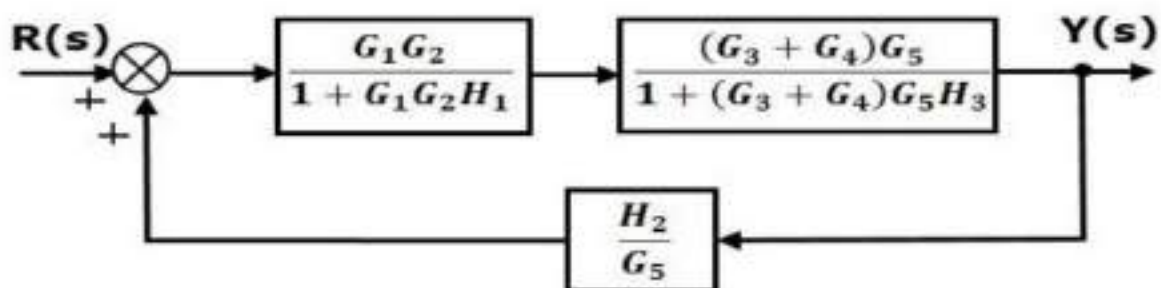 R(s)
+
+
G₁G₂
1 + G₁G₂H₁
(G₃ + G₄)G₅
1 + (G₃ + G₄)G₅H₃
Y(s)
H₂
G₅